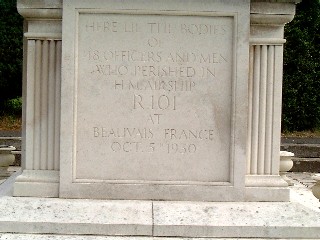 HERE LIE THE BODIES
OF
48 OFFICERS AND MEN
WHO PERISHED IN
H.M. AIRSHIP
R 101
AT
BEAUVAIS FRANCE
OCT. 5TH 1930